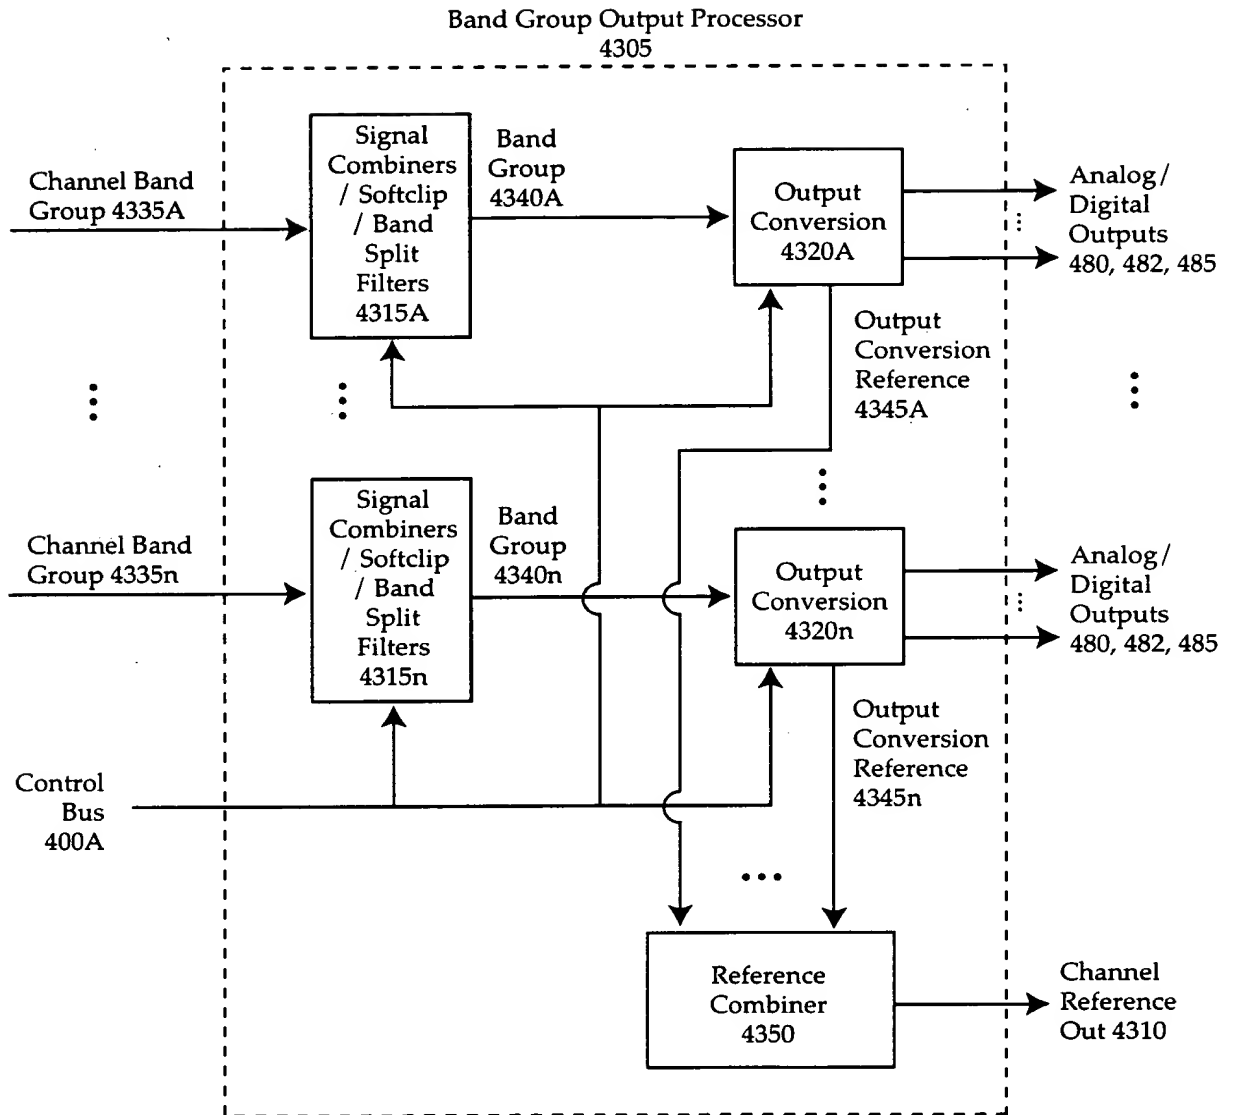 Band Group Output Processor
4305
Channel Band
Group 4335A
Signal
Combiners
/ Softclip
/ Band
Split
Filters
4315A
Band
Group
4340A
Output
Conversion
4320A
Analog/
Digital
Outputs
480, 482, 485
Output
Conversion
Reference
4345A
Channel Band
Group 4335n
Signal
Combiners
/ Softclip
/ Band
Split
Filters
4315n
Band
Group
4340n
Output
Conversion
4320n
Analog/
Digital
Outputs
480, 482, 485
Output
Conversion
Reference
4345n
Control
Bus
400A
Reference
Combiner
4350
Channel
Reference
Out 4310